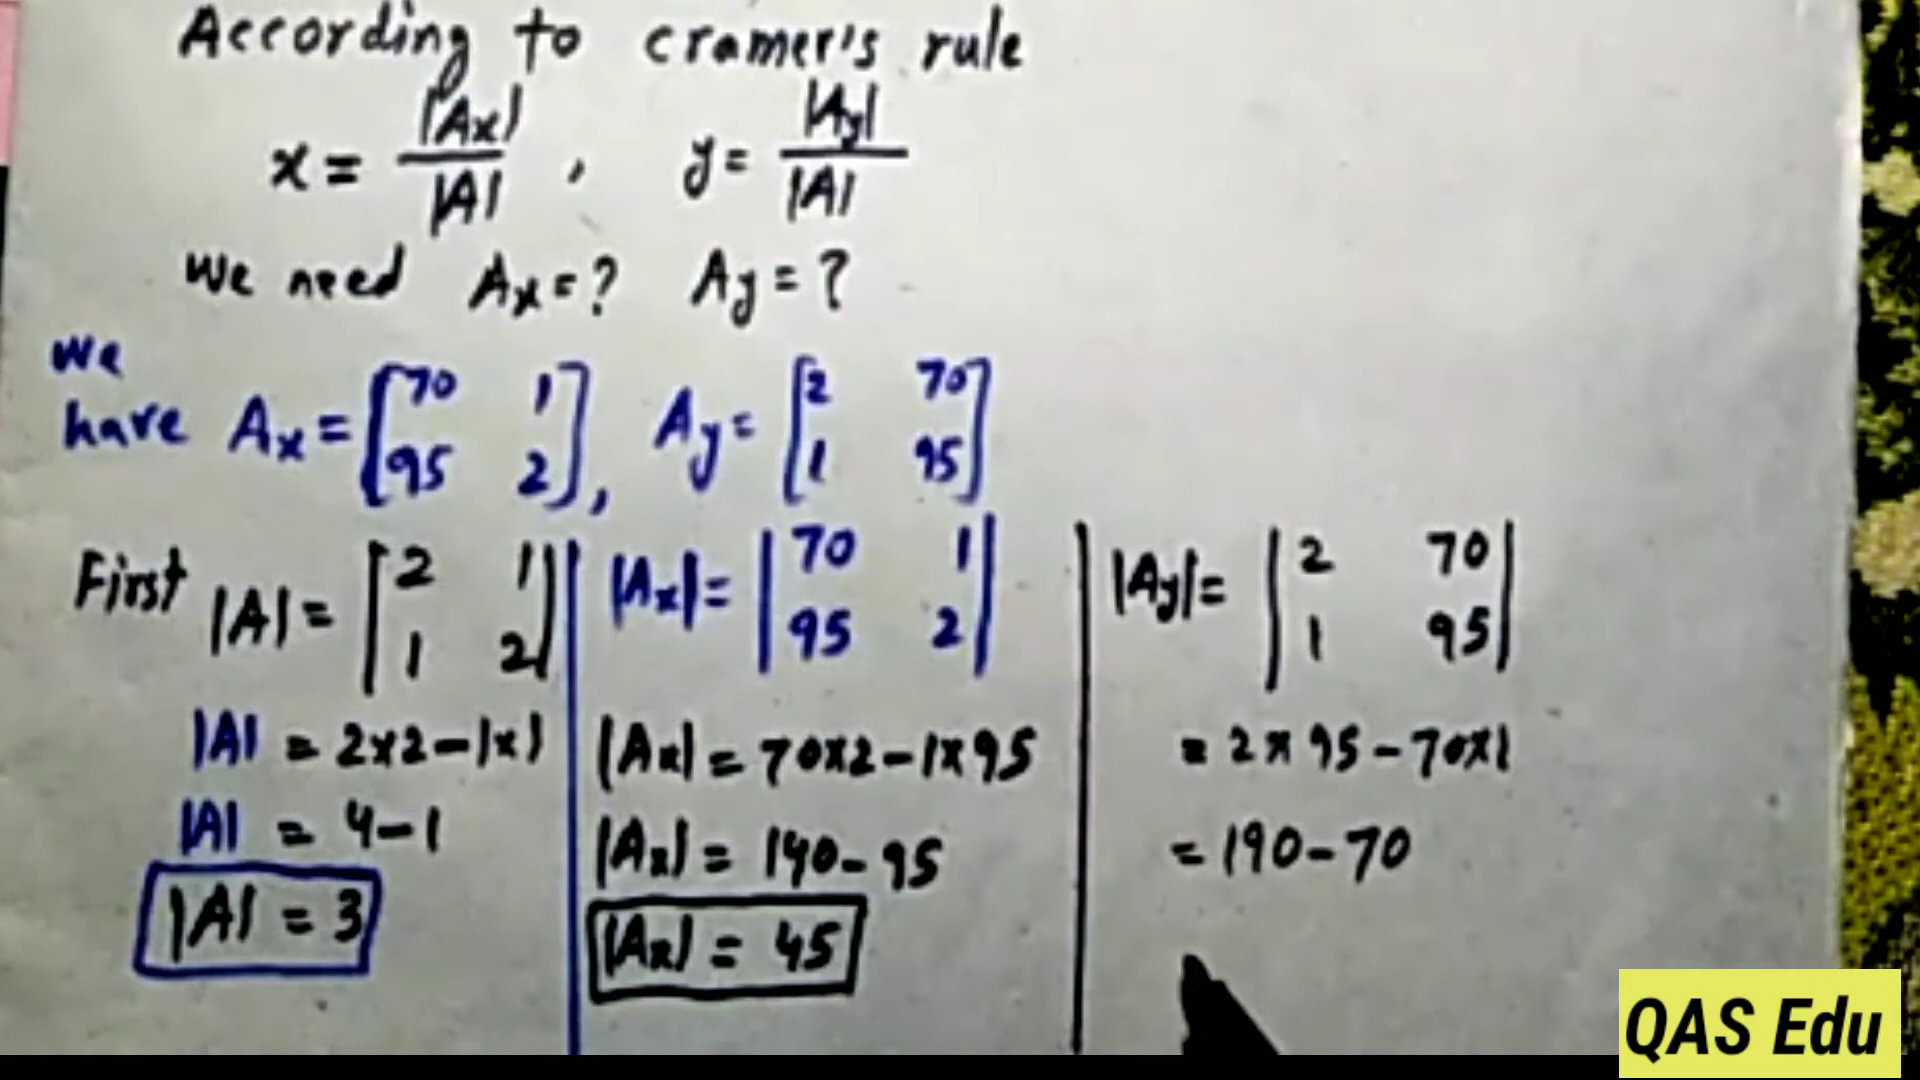 According to cramer's rule
x = |Ax| / |A| , y = |Ay| / |A|
we need Ax = ? Ay = ?
we
have Ax = [70 1; 95 2], Ay = [2 70; 1 95]
First |A| = |2 1; 1 2|
|A| = 2x2-1x1
|A| = 4-1
|A| = 3
|Ax| = |70 1; 95 2|
|Ax| = 70x2-1x95
|Ax| = 140-95
|Ax| = 45
|Ay| = |2 70; 1 95|
= 2x95-70x1
= 190-70
QAS Edu